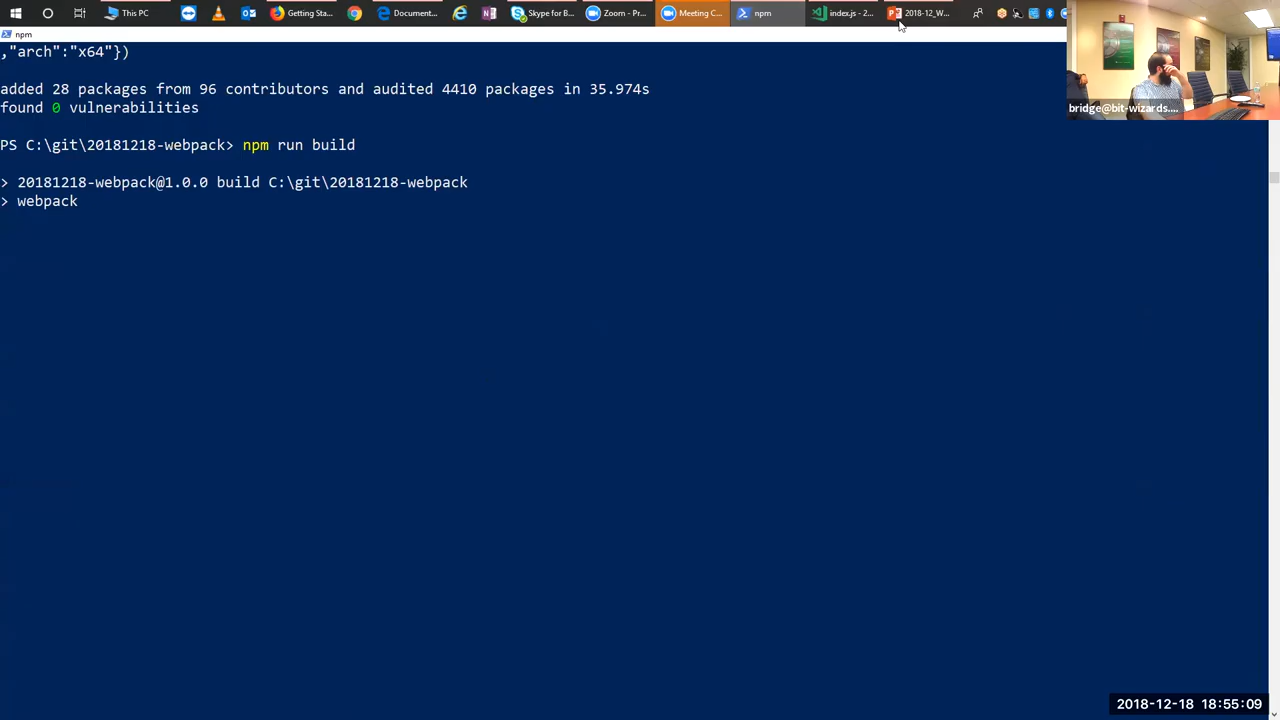 This PC
Getting Sta...
Document...
Skype for B...
Zoom - Pr...
Meeting C...
npm
index.js - 2...
2018-12_W...
npm
,"arch":"x64"})
added 28 packages from 96 contributors and audited 4410 packages in 35.974s
found 0 vulnerabilities
PS C:\git\20181218-webpack> npm run build
> 20181218-webpack@1.0.0 build C:\git\20181218-webpack
> webpack
bridge@bit-wizards....
2018-12-18 18:55:09